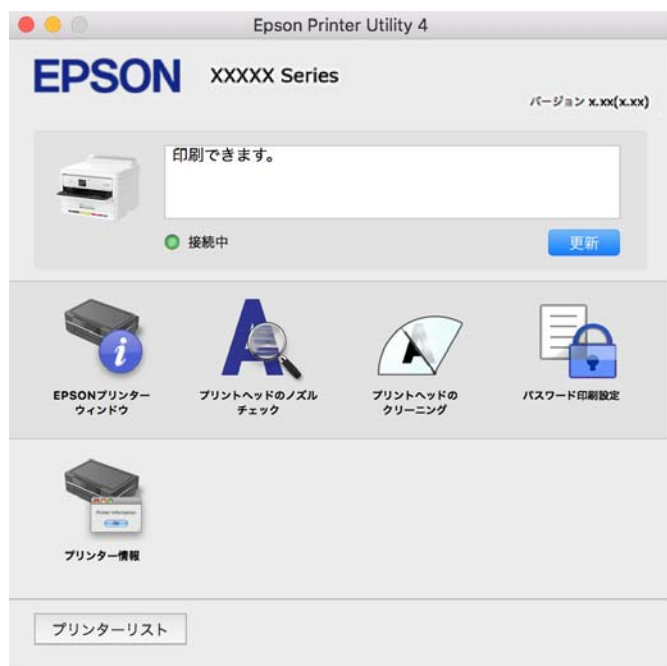 Epson Printer Utility 4
EPSON XXXXX Series
バージョン x.xx(x.xx)
印刷できます。
接続中
更新
EPSONプリンター
ウィンドウ
プリントヘッドのノズル
チェック
プリントヘッドの
クリーニング
パスワード印刷設定
Printer Information
プリンター情報
プリンターリスト